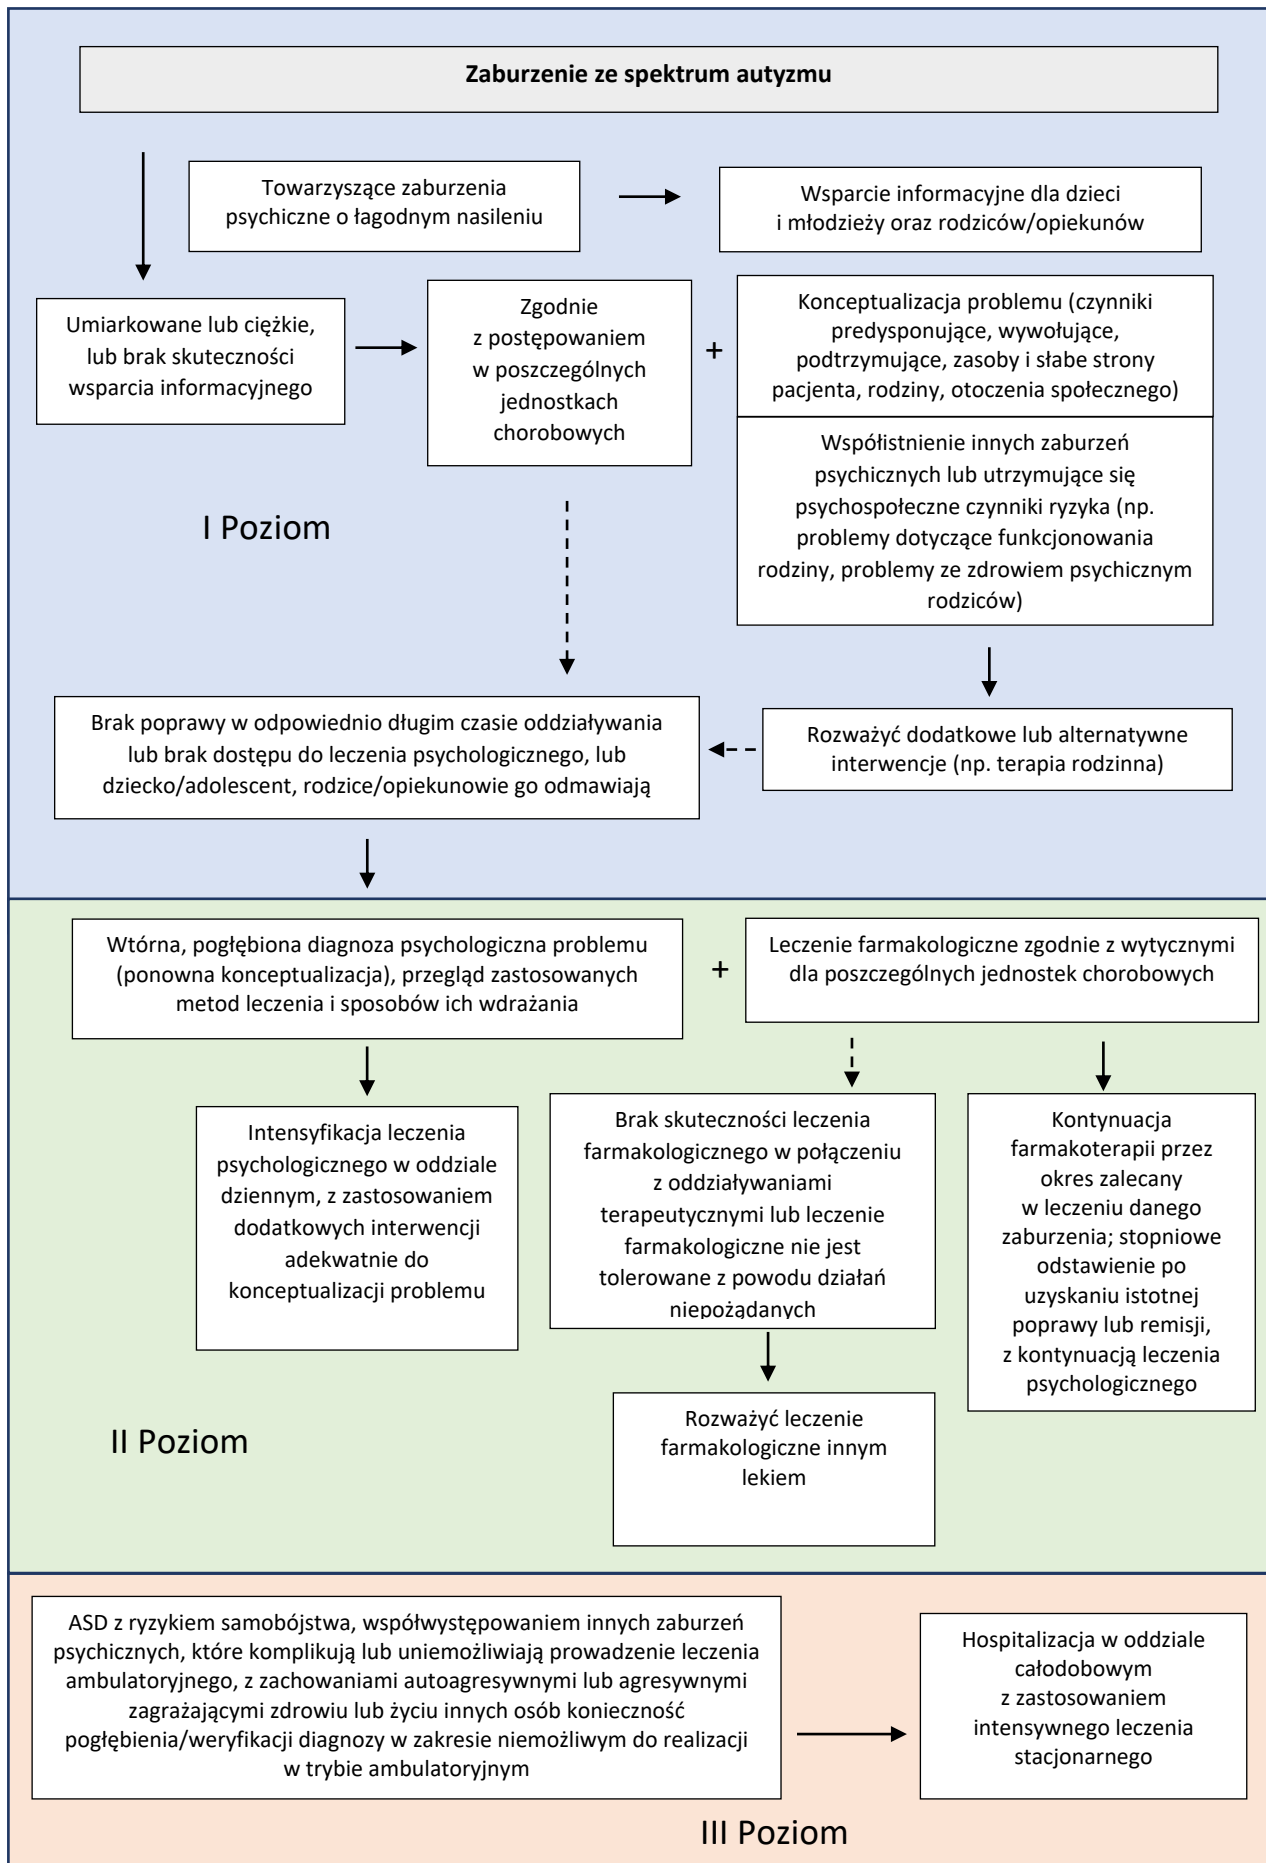 Zaburzenie ze spektrum autyzmu
Towarzyszące zaburzenia
psychiczne o łagodnym nasileniu
Wsparcie informacyjne dla dzieci
i młodzieży oraz rodziców/opiekunów
Umiarkowane lub ciężkie,
lub brak skuteczności
wsparcia informacyjnego
Zgodnie
z postępowaniem
w poszczególnych
jednostkach
chorobowych
+
Konceptualizacja problemu (czynniki
predysponujące, wywołujące,
podtrzymujące, zasoby i słabe strony
pacjenta, rodziny, otoczenia społecznego)
Współistnienie innych zaburzeń
psychicznych lub utrzymujące się
psychospołeczne czynniki ryzyka (np.
problemy dotyczące funkcjonowania
rodziny, problemy ze zdrowiem psychicznym
rodziców)
I Poziom
Brak poprawy w odpowiednio długim czasie oddziaływania
lub brak dostępu do leczenia psychologicznego, lub
dziecko/adolescent, rodzice/opiekunowie go odmawiają
Rozważyć dodatkowe lub alternatywne
interwencje (np. terapia rodzinna)
Wtórna, pogłębiona diagnoza psychologiczna problemu
(ponowna konceptualizacja), przegląd zastosowanych
metod leczenia i sposobów ich wdrażania
+
Leczenie farmakologiczne zgodnie z wytycznymi
dla poszczególnych jednostek chorobowych
Intensyfikacja leczenia
psychologicznego w oddziale
dziennym, z zastosowaniem
dodatkowych interwencji
adekwatnie do
konceptualizacji problemu
Brak skuteczności leczenia
farmakologicznego w połączeniu
z oddziaływaniami
terapeutycznymi lub leczenie
farmakologiczne nie jest
tolerowane z powodu działań
niepożądanych
Kontynuacja
farmakoterapii przez
okres zalecany
w leczeniu danego
zaburzenia; stopniowe
odstawienie po
uzyskaniu istotnej
poprawy lub remisji,
z kontynuacją leczenia
psychologicznego
Rozważyć leczenie
farmakologiczne innym
lekiem
II Poziom
ASD z ryzykiem samobójstwa, współwystępowaniem innych zaburzeń
psychicznych, które komplikują lub uniemożliwiają prowadzenie leczenia
ambulatoryjnego, z zachowaniami autoagresywnymi lub agresywnymi
zagrażającymi zdrowiu lub życiu innych osób konieczność
pogłębienia/weryfikacji diagnozy w zakresie niemożliwym do realizacji
w trybie ambulatoryjnym
Hospitalizacja w oddziale
całodobowym
z zastosowaniem
intensywnego leczenia
stacjonarnego
III Poziom